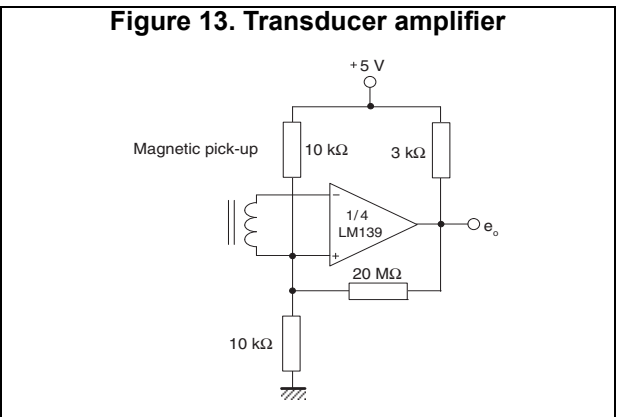 Figure 13. Transducer amplifier
+5 V
Magnetic pick-up
10 kΩ
3 kΩ
−
1/4
LM139
eo
+
20 MΩ
10 kΩ